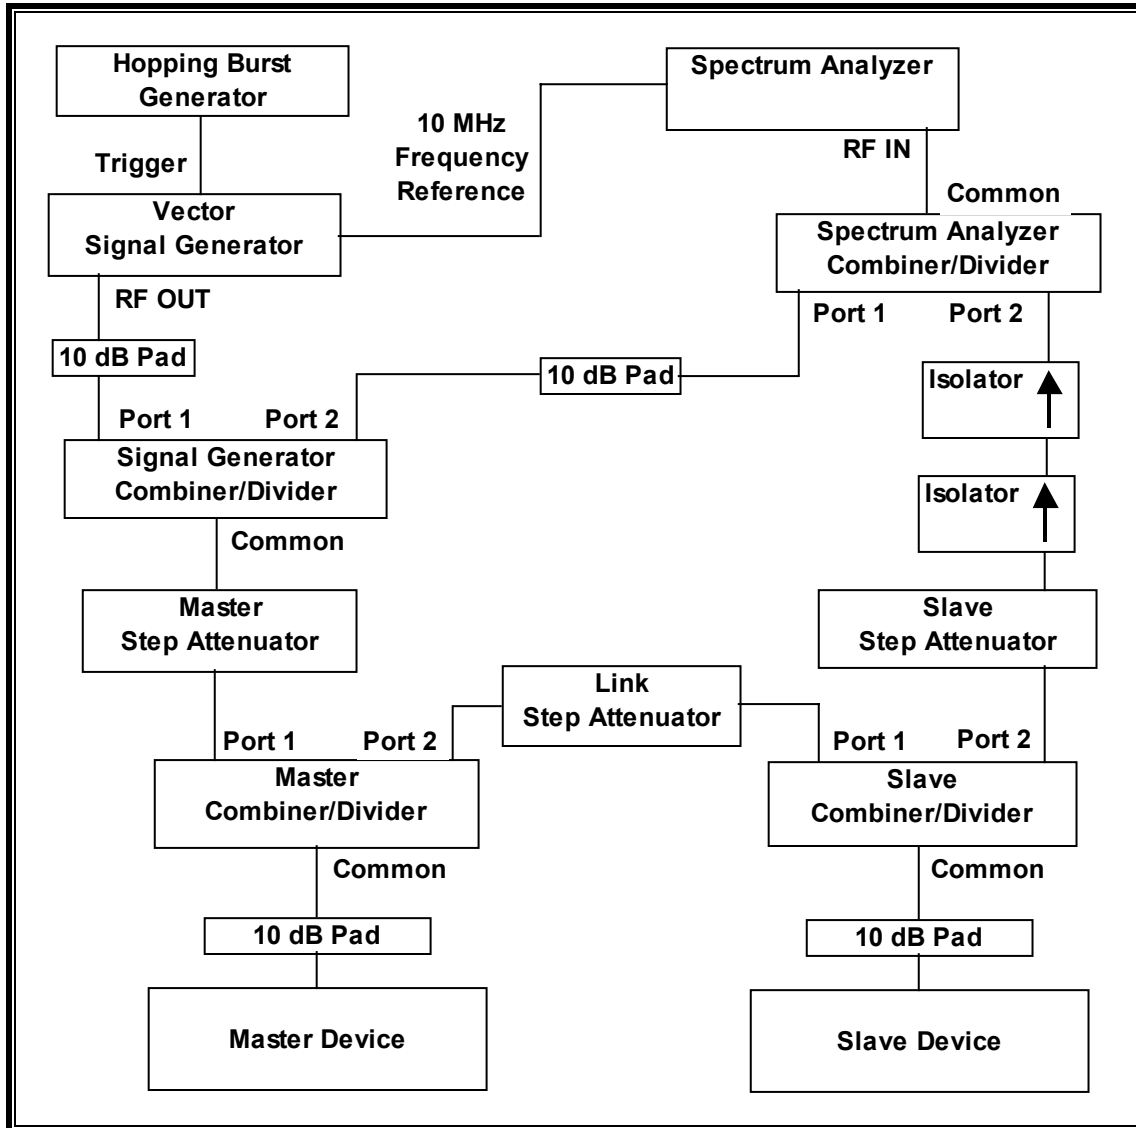 Hopping Burst
Generator
Spectrum Analyzer
10 MHz
Frequency
Reference
Trigger
RF IN
Vector
Signal Generator
Common
Spectrum Analyzer
Combiner/Divider
RF OUT
Port 1
Port 2
10 dB Pad
10 dB Pad
Isolator
Port 1
Port 2
Signal Generator
Combiner/Divider
Isolator
Common
Master
Step Attenuator
Slave
Step Attenuator
Link
Step Attenuator
Port 1
Port 2
Port 1
Port 2
Master
Combiner/Divider
Slave
Combiner/Divider
Common
Common
10 dB Pad
10 dB Pad
Master Device
Slave Device